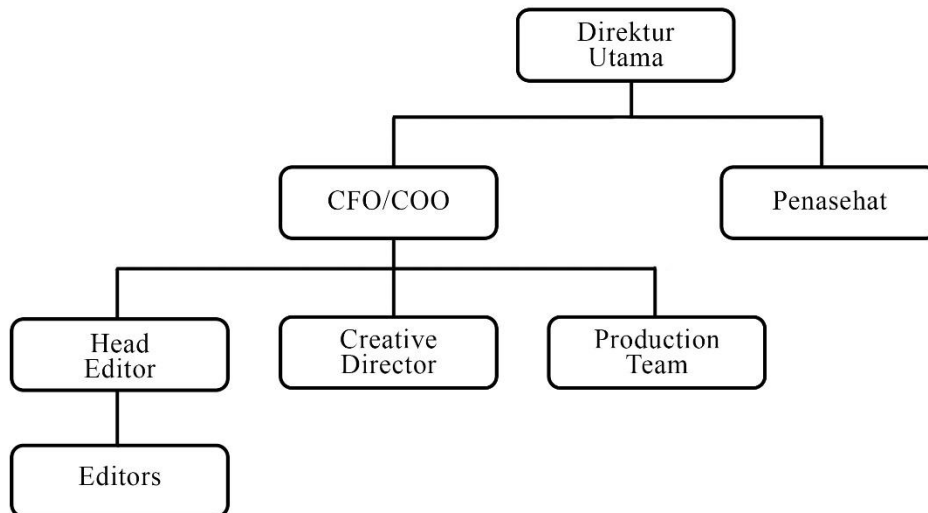 Direktur
Utama
CFO/COO
Penasehat
Head
Editor
Creative
Director
Production
Team
Editors